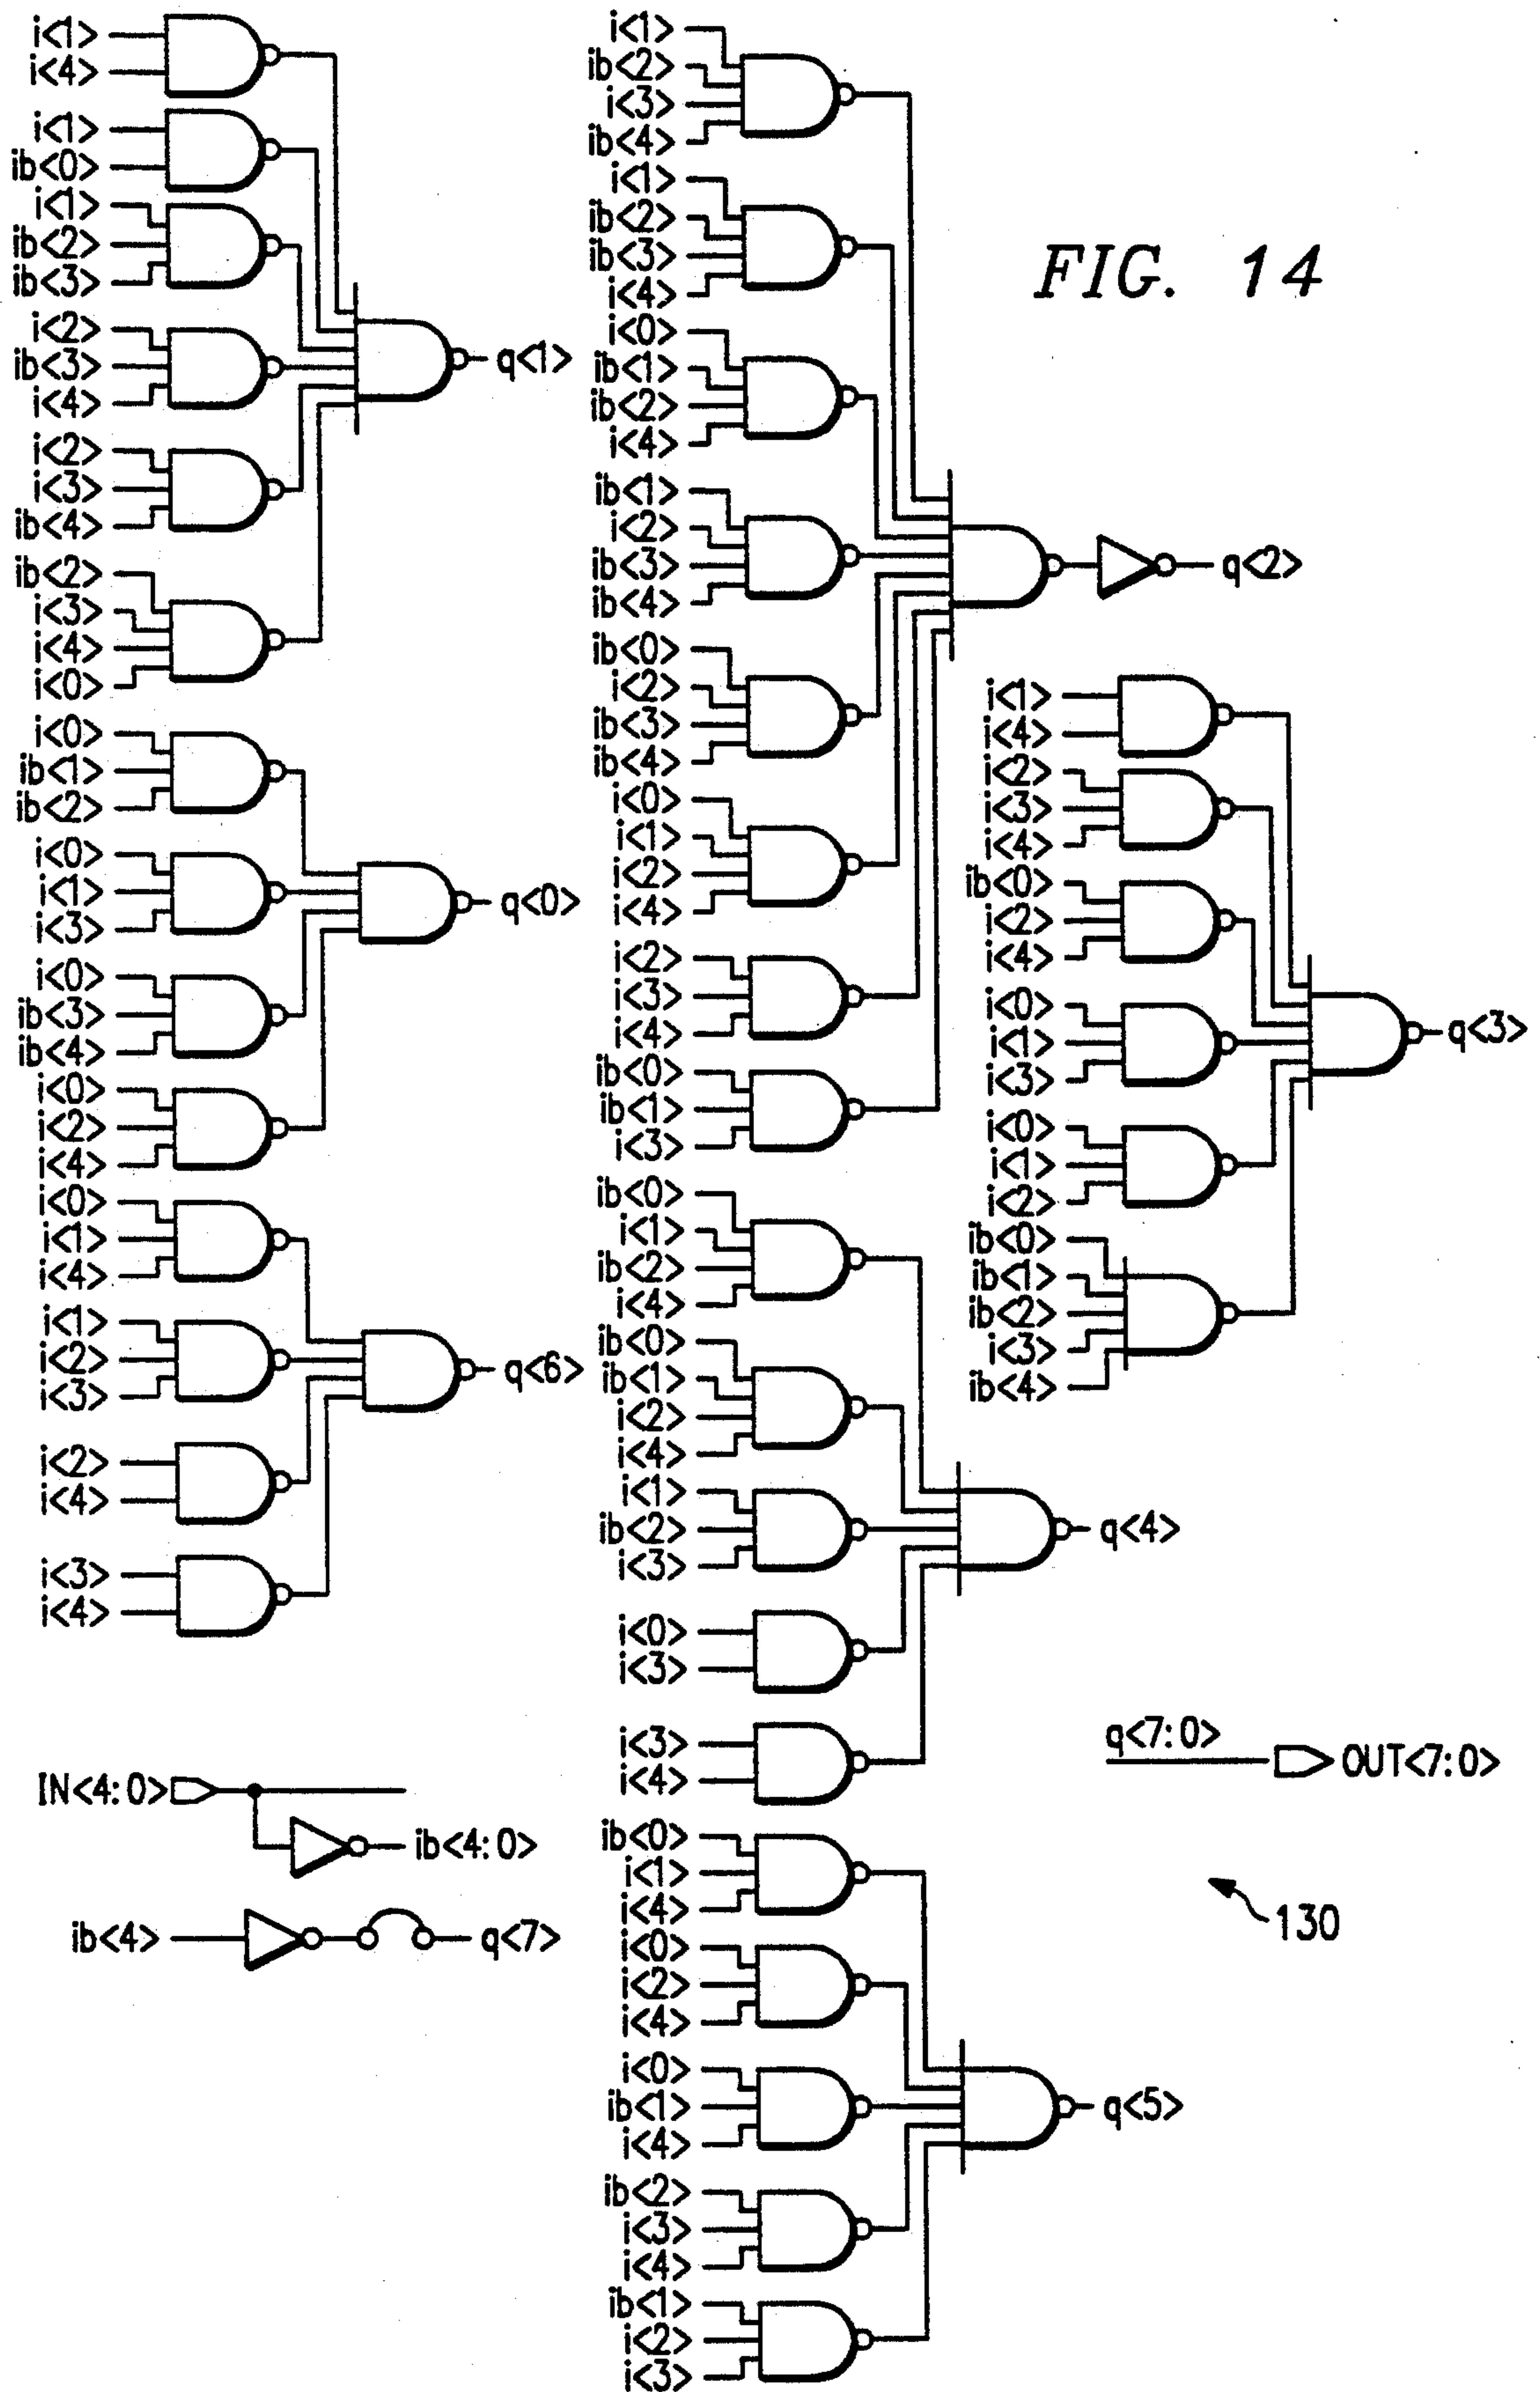 i<1>
i<4>
i<1>
ib<0>
i<1>
ib<2>
ib<3>
i<2>
ib<3>
i<4>
i<2>
i<3>
ib<4>
ib<2>
i<3>
i<4>
i<0>
q<1>
i<0>
ib<1>
ib<2>
i<0>
i<1>
i<3>
i<0>
ib<3>
ib<4>
i<0>
i<2>
i<4>
q<0>
i<0>
i<1>
i<4>
i<1>
i<2>
i<3>
i<2>
i<4>
i<3>
i<4>
q<6>
IN<4:0>
ib<4:0>
ib<4>
q<7>
i<1>
ib<2>
i<3>
ib<4>
i<1>
ib<2>
ib<3>
i<4>
i<0>
ib<1>
ib<2>
i<4>
ib<1>
i<2>
ib<3>
ib<4>
ib<0>
i<2>
ib<3>
ib<4>
i<0>
i<1>
i<2>
i<4>
i<2>
i<3>
i<4>
ib<0>
ib<1>
i<3>
q<2>
ib<0>
i<1>
ib<2>
i<4>
ib<0>
ib<1>
i<2>
i<4>
i<1>
ib<2>
i<3>
i<0>
i<3>
i<3>
i<4>
q<4>
ib<0>
i<1>
i<4>
i<0>
i<2>
i<4>
i<0>
ib<1>
i<4>
ib<2>
i<3>
i<4>
ib<1>
i<2>
i<3>
q<5>
FIG. 14
i<1>
i<4>
i<2>
i<3>
i<4>
ib<0>
i<2>
i<4>
i<0>
i<1>
i<3>
i<0>
i<1>
i<2>
ib<0>
ib<1>
ib<2>
i<3>
ib<4>
q<3>
q<7:0>
OUT<7:0>
130